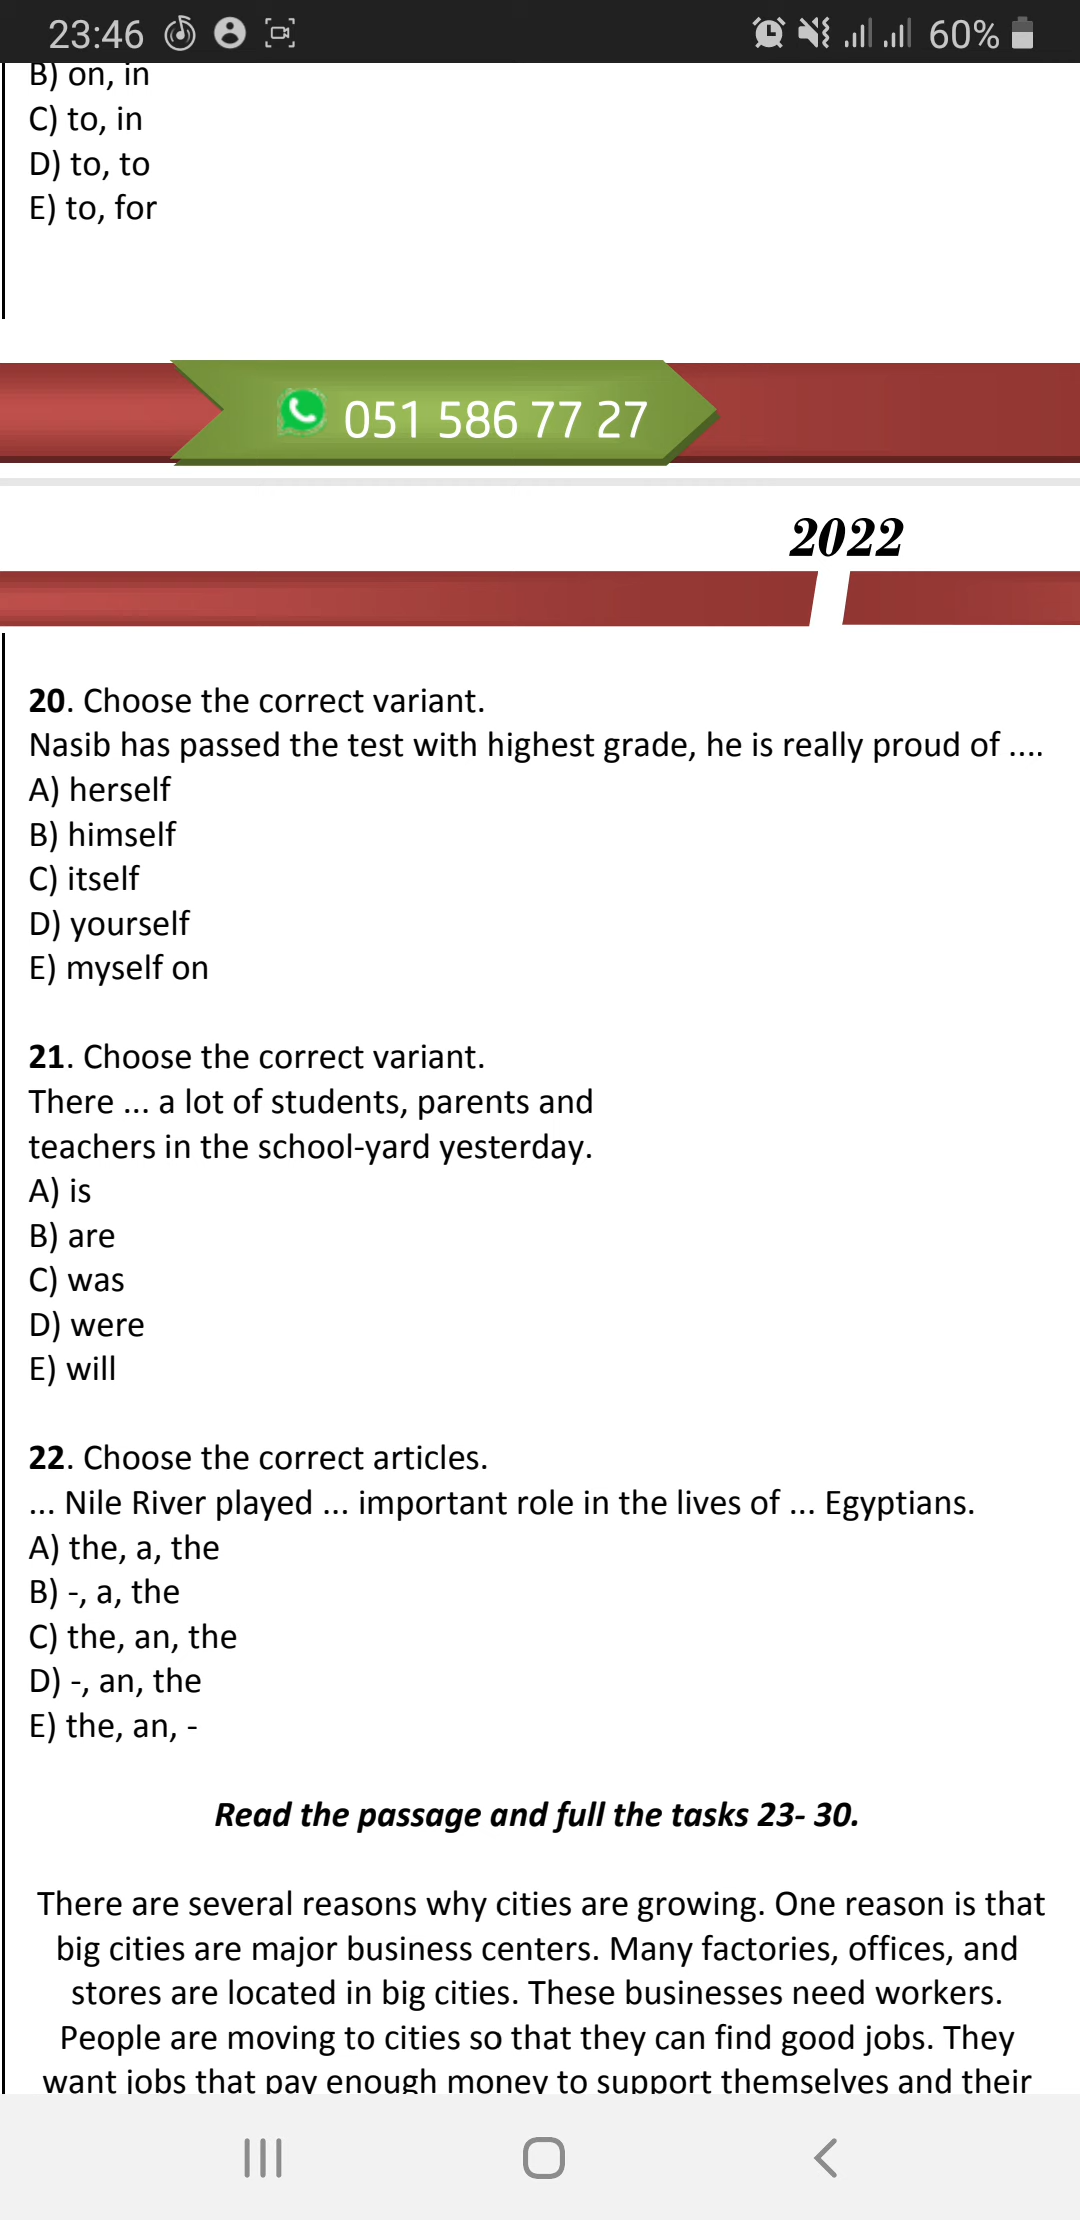 23:46 60%
B) on, in
C) to, in
D) to, to
E) to, for
051 586 77 27
2022
20. Choose the correct variant.
Nasib has passed the test with highest grade, he is really proud of ....
A) herself
B) himself
C) itself
D) yourself
E) myself on
21. Choose the correct variant.
There ... a lot of students, parents and
teachers in the school-yard yesterday.
A) is
B) are
C) was
D) were
E) will
22. Choose the correct articles.
... Nile River played ... important role in the lives of ... Egyptians.
A) the, a, the
B) -, a, the
C) the, an, the
D) -, an, the
E) the, an, -
Read the passage and full the tasks 23- 30.
There are several reasons why cities are growing. One reason is that
big cities are major business centers. Many factories, offices, and
stores are located in big cities. These businesses need workers.
People are moving to cities so that they can find good jobs. They
want jobs that pay enough money to support themselves and their